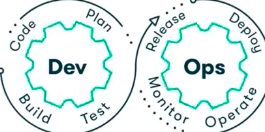 Plan
Code
Dev
Build
Test
Release
Deploy
Ops
Monitor
Operate